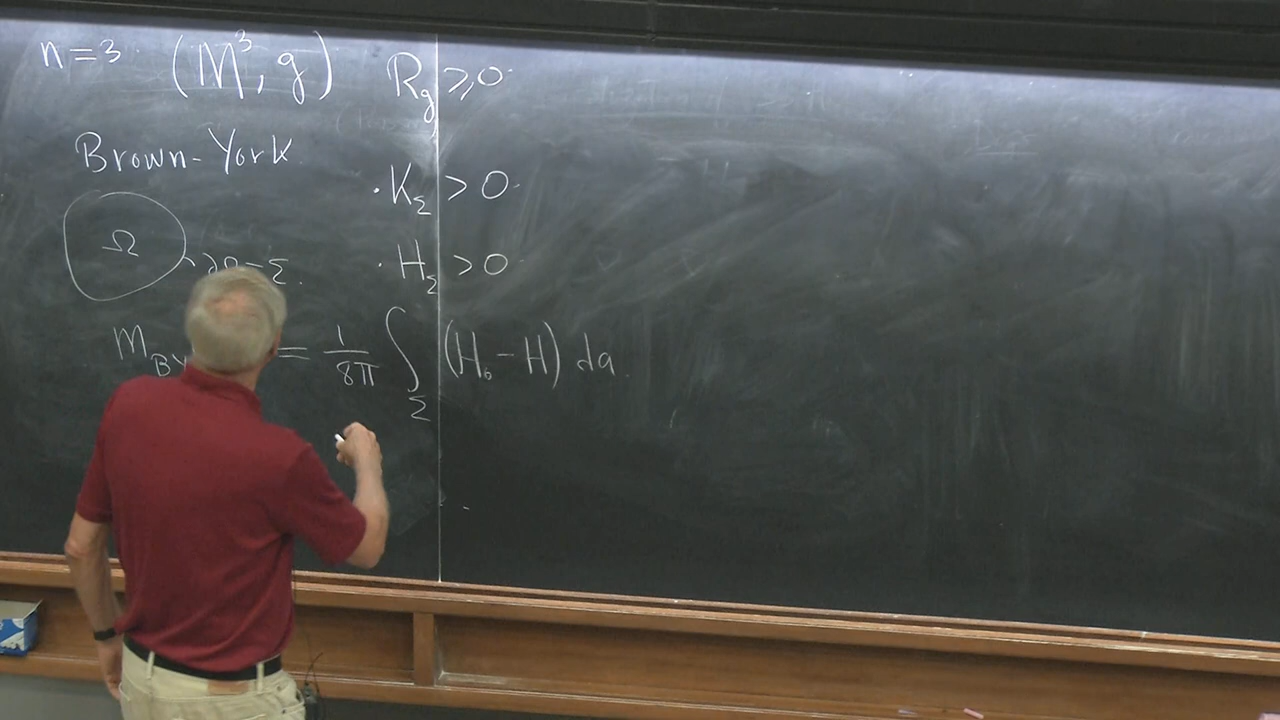 n=3. (M³, g) R_g ≥ 0.
Brown-York
· K_Σ > 0.
Ω ∂Ω=Σ.
· H_Σ > 0
m_BY = 1/8π ∫_Σ (H₀ - H) da.